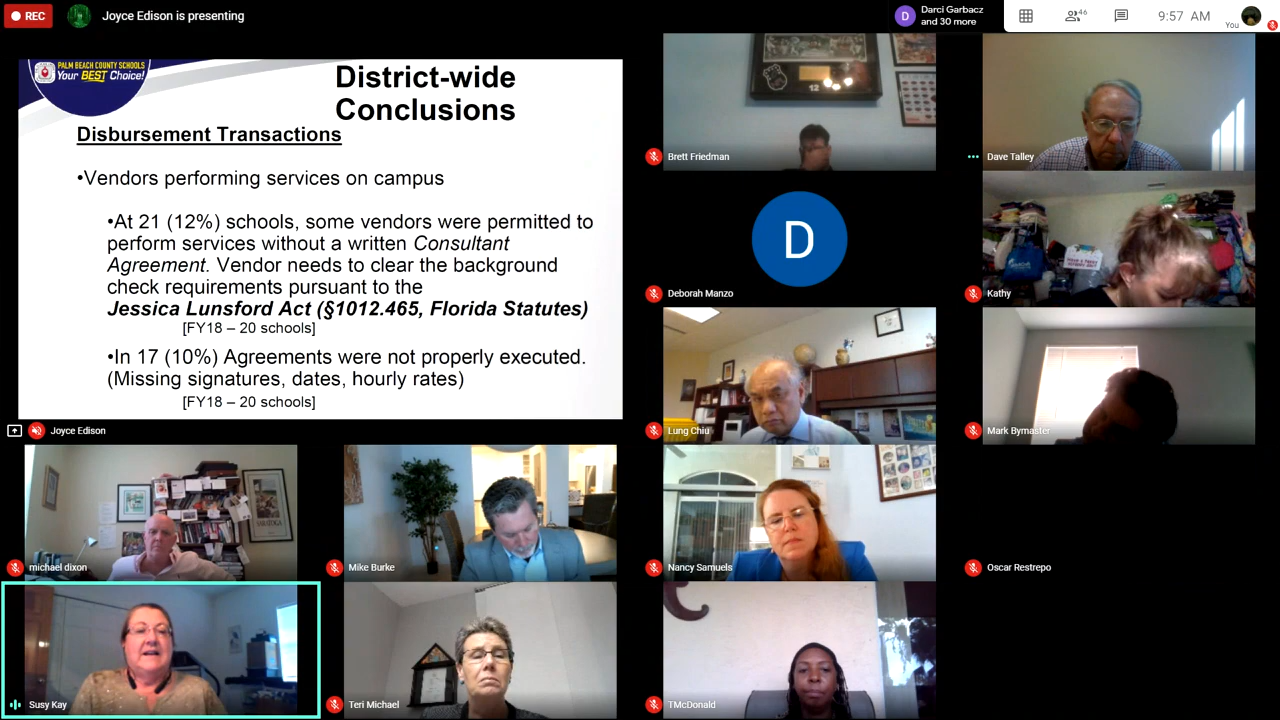 REC
Joyce Edison is presenting
D
Darci Garbacz
and 30 more
46
9:57 AM
You
PALM BEACH COUNTY SCHOOLS
Your BEST Choice!
District-wide
Conclusions
Disbursement Transactions
•Vendors performing services on campus
•At 21 (12%) schools, some vendors were permitted to
perform services without a written Consultant
Agreement. Vendor needs to clear the background
check requirements pursuant to the
Jessica Lunsford Act (§1012.465, Florida Statutes)
[FY18 – 20 schools]
•In 17 (10%) Agreements were not properly executed.
(Missing signatures, dates, hourly rates)
[FY18 – 20 schools]
Joyce Edison
12
Brett Friedman
Dave Talley
D
Deborah Manzo
Kathy
Lung Chiu
Mark Bymaster
michael dixon
Mike Burke
Nancy Samuels
Oscar Restrepo
SARATOGA
Susy Kay
Teri Michael
TMcDonald